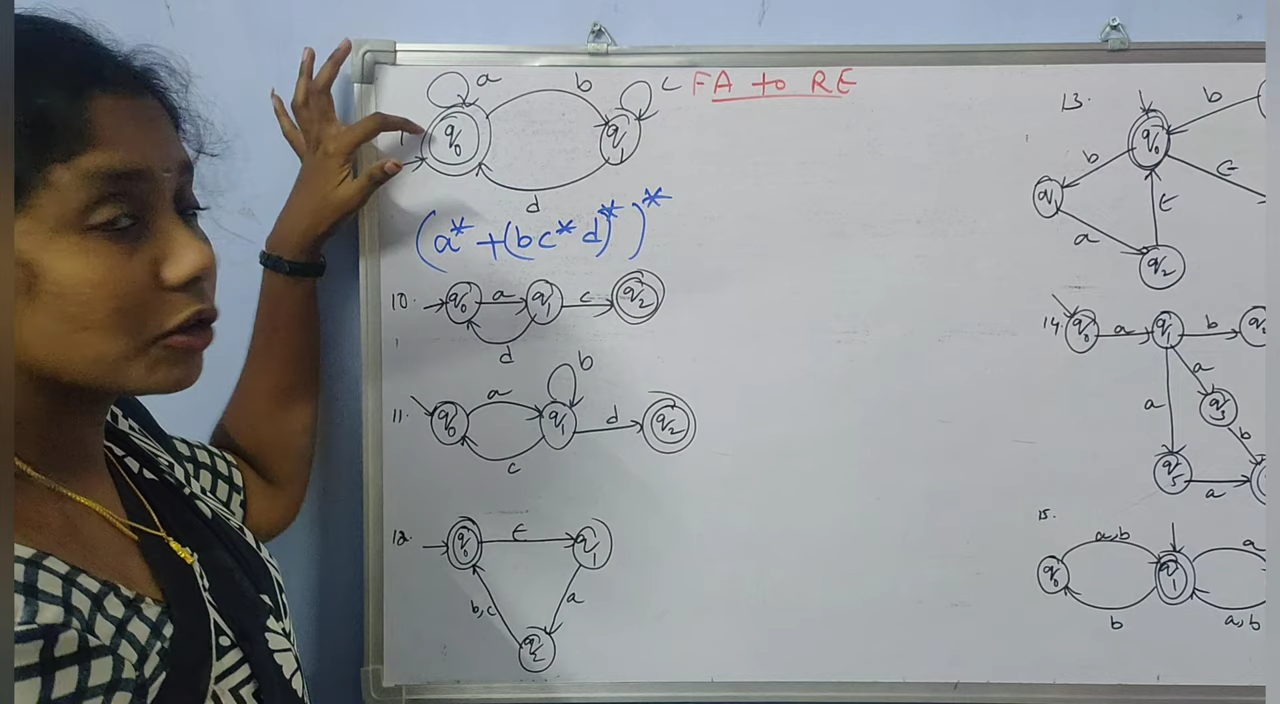 FA to RE
a b c
q0 q1
d
(a* + (bc*d)*)*
10. q0 a q1 c q2
d
11. q0 a q1 b d q2
c
12. q0 ε q1
b,c a
q2
13. q0 b
b ε
q1 a ε
q2
14. q0 a q1 b
a a q3
b
q5 a
15. a,b a
q0 q1
b a,b